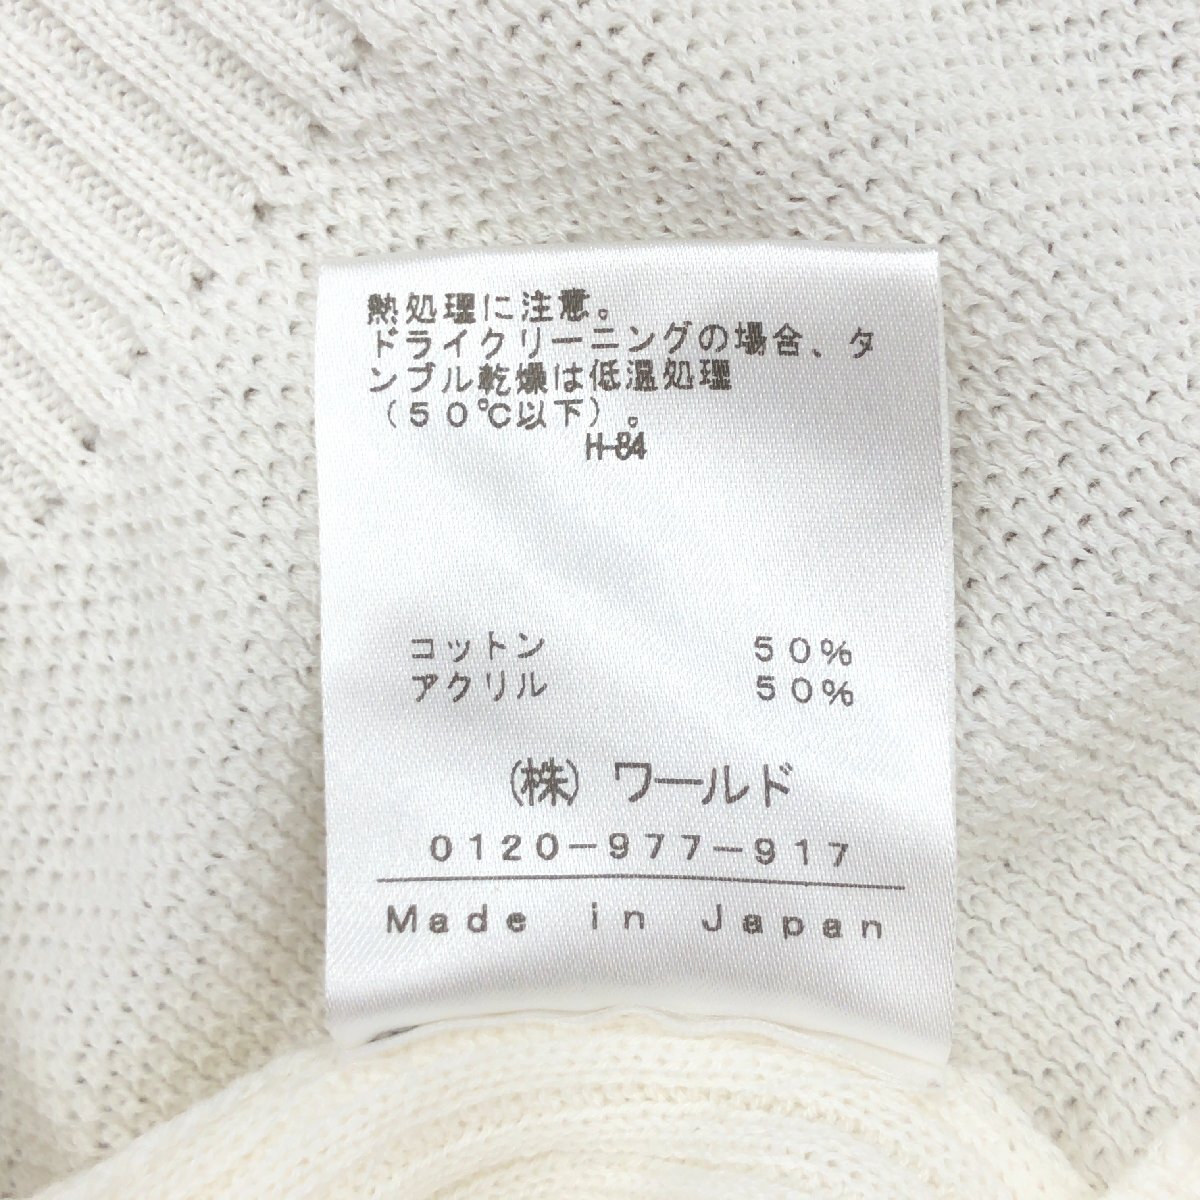 熱処理に注意。
ドライクリーニングの場合、タ
ンブル乾燥は低温処理
（５０℃以下）。
H-84
コットン ５０％
アクリル ５０％
(株) ワールド
０１２０－９７７－９１７
Made in Japan